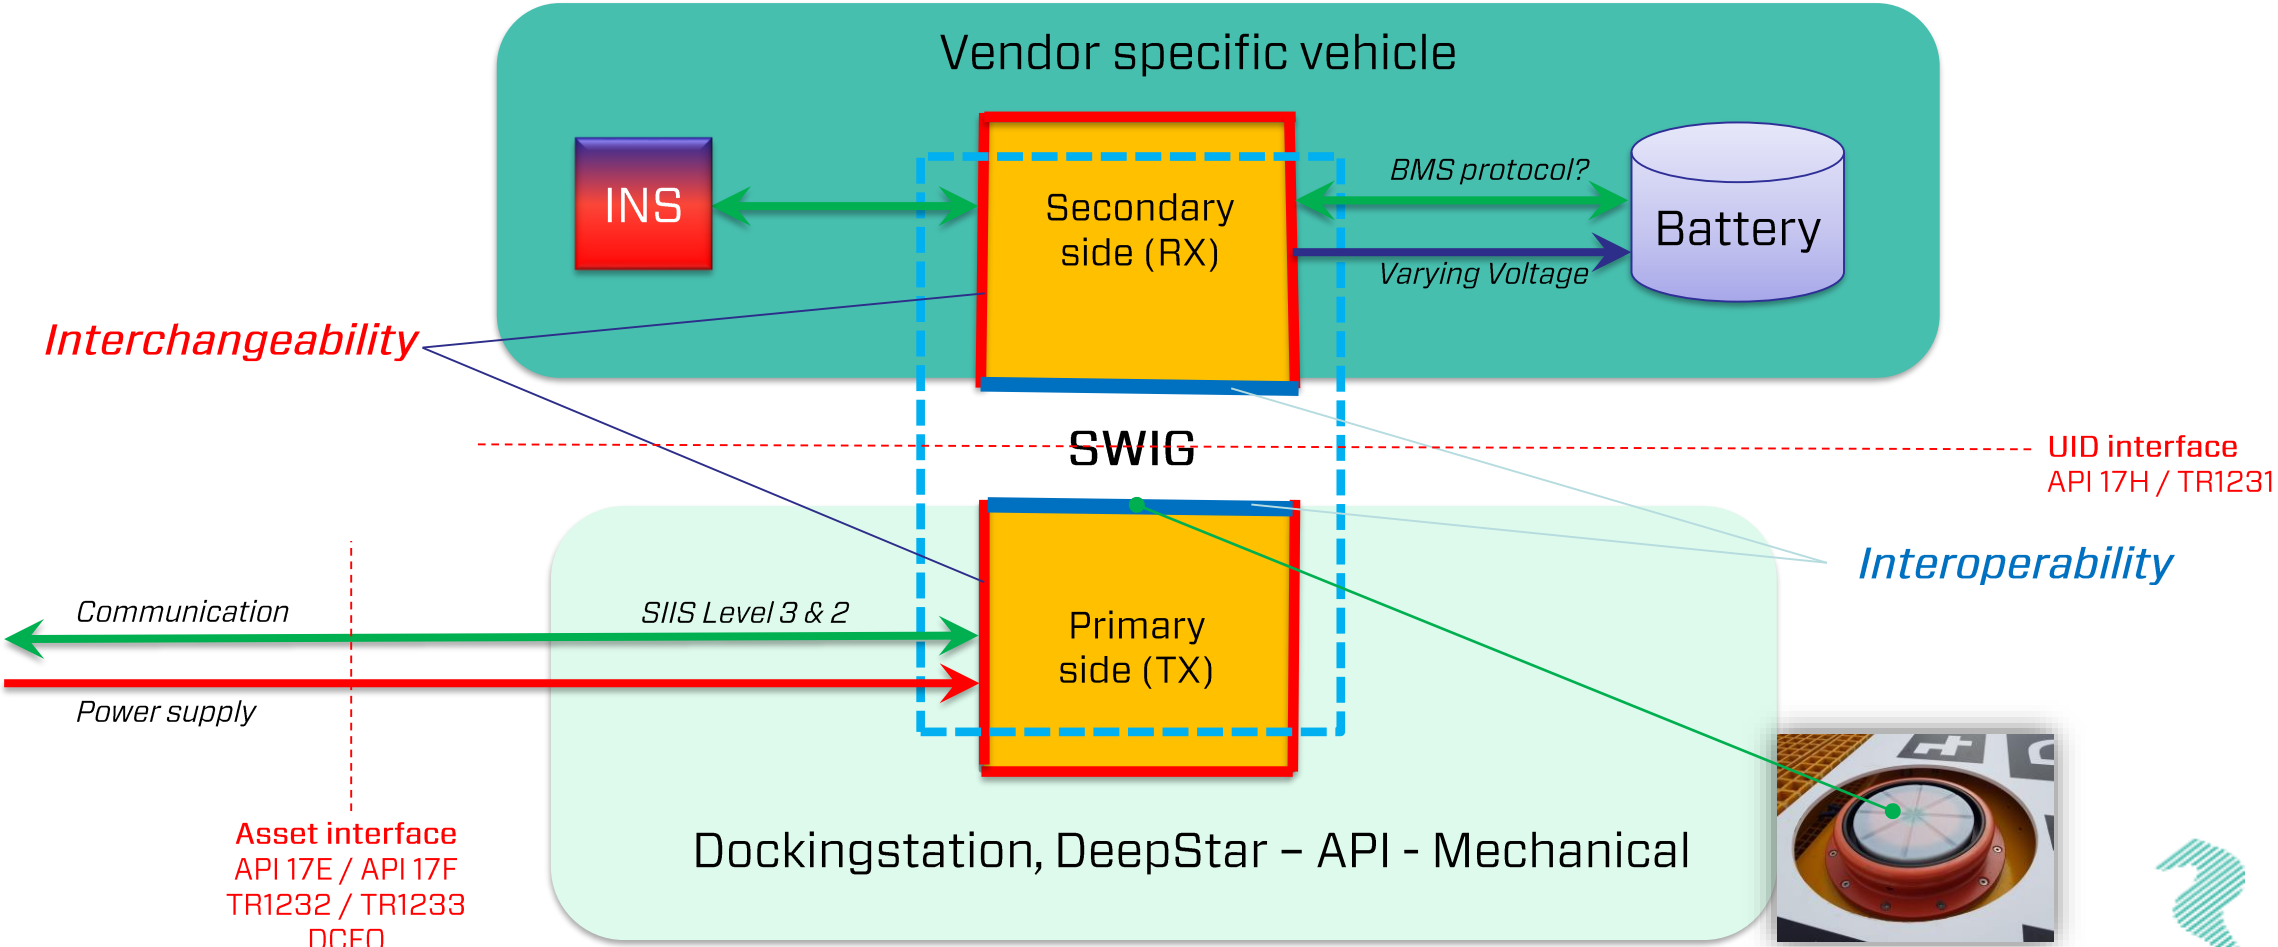 Vendor specific vehicle
INS
Secondary
side (RX)
BMS protocol?
Varying Voltage
Battery
Interchangeability
SWIG
UID interface
API 17H / TR1231
Interoperability
Communication
SIIS Level 3 & 2
Power supply
Primary
side (TX)
Asset interface
API 17E / API 17F
TR1232 / TR1233
Dockingstation, DeepStar – API - Mechanical